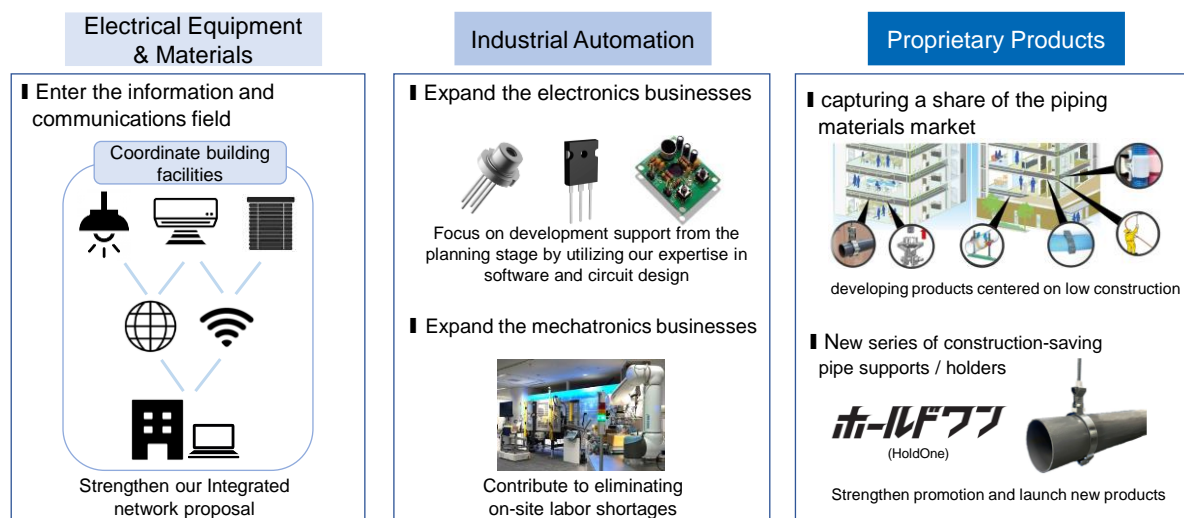 Electrical Equipment
& Materials
Enter the information and
communications field
Coordinate building
facilities
Strengthen our Integrated
network proposal
Industrial Automation
Expand the electronics businesses
Focus on development support from the
planning stage by utilizing our expertise in
software and circuit design
Expand the mechatronics businesses
Contribute to eliminating
on-site labor shortages
Proprietary Products
capturing a share of the piping
materials market
developing products centered on low construction
New series of construction-saving
pipe supports / holders
ホールドワン
(HoldOne)
Strengthen promotion and launch new products